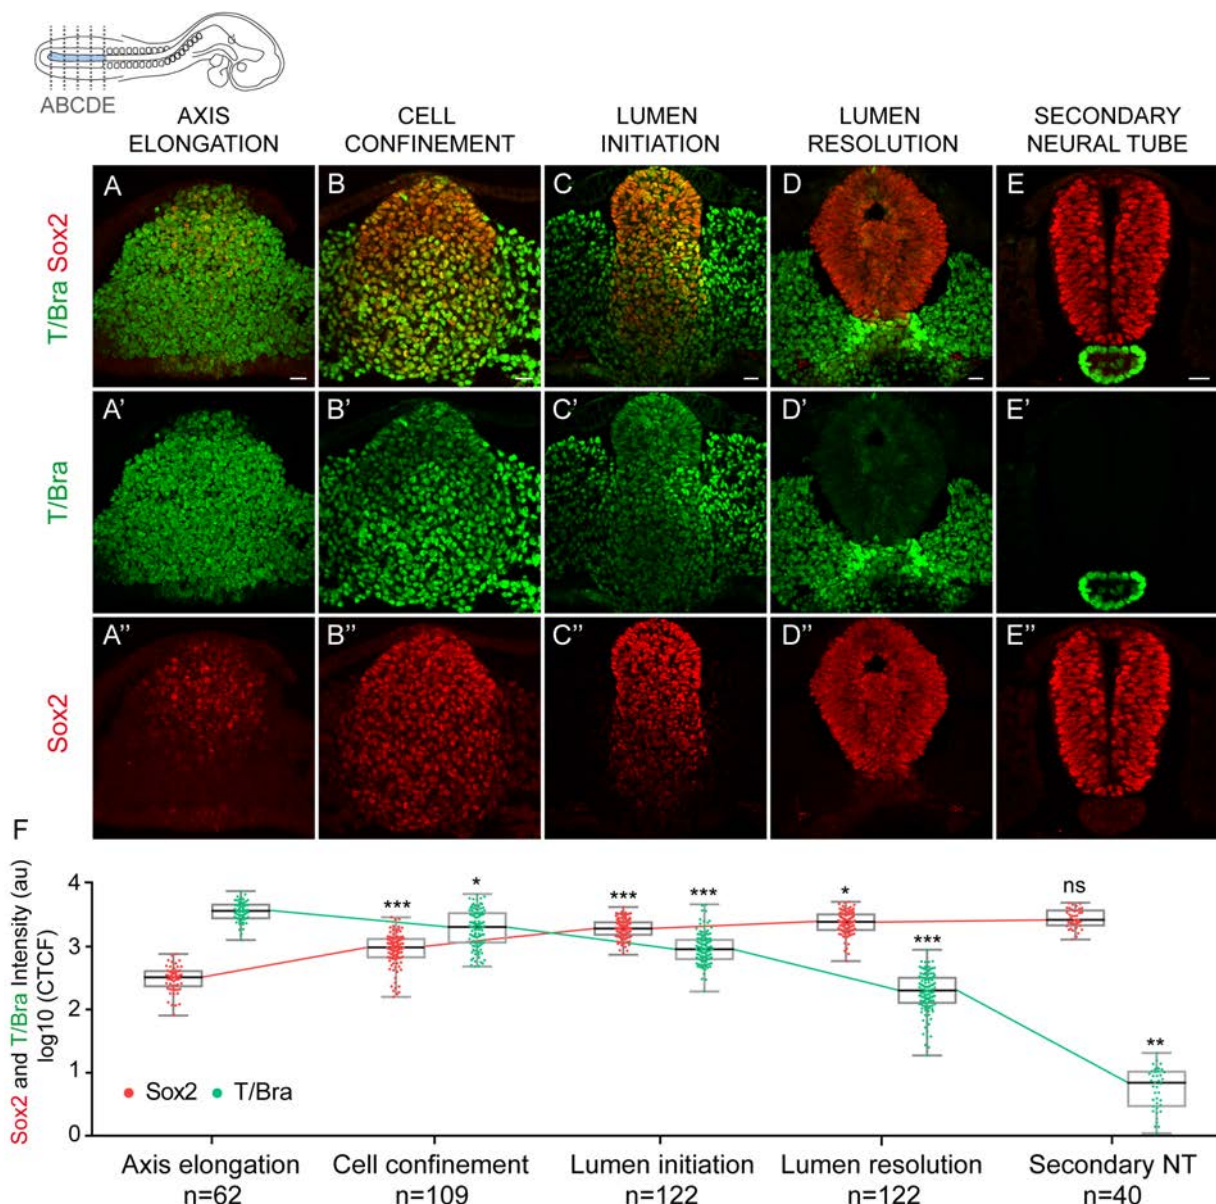 ABCDE
AXIS
ELONGATION
CELL
CONFINEMENT
LUMEN
INITIATION
LUMEN
RESOLUTION
SECONDARY
NEURAL TUBE
T/Bra Sox2
A
B
C
D
E
T/Bra
A'
B'
C'
D'
E'
Sox2
A''
B''
C''
D''
E''
F
Sox2 and T/Bra Intensity (au)
log10 (CTCF)
4
3
2
1
0
***
*
***
***
*
***
ns
**
Sox2
T/Bra
Axis elongation
n=62
Cell confinement
n=109
Lumen initiation
n=122
Lumen resolution
n=122
Secondary NT
n=40